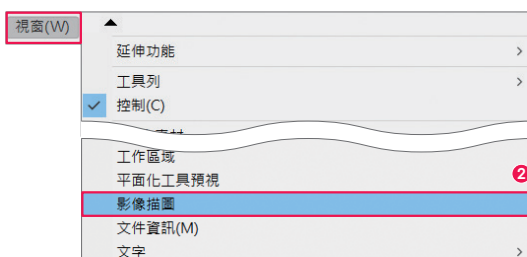 視窗(W)
延伸功能
工具列
控制(C)
工作區域
平面化工具預視
2
影像描圖
文件資訊(M)
文字